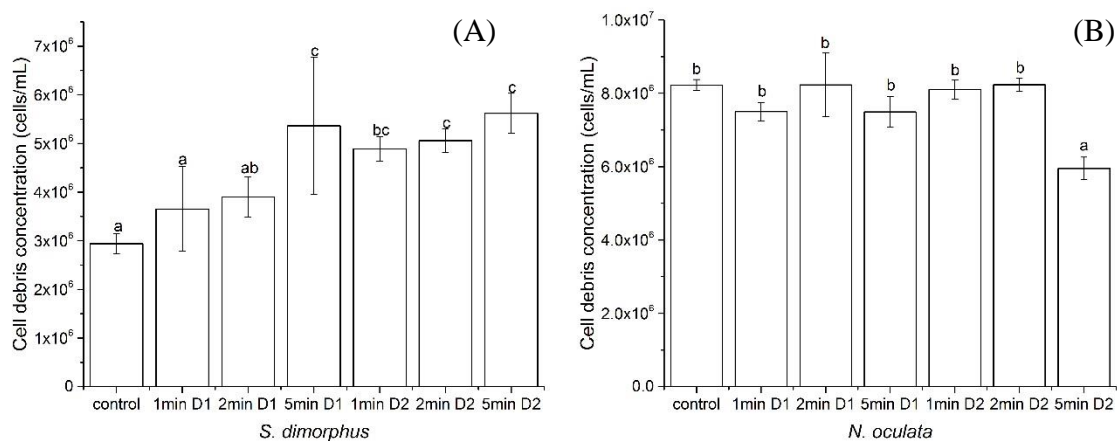 (A)
Cell debris concentration (cells/mL)
7x10⁶
6x10⁶
5x10⁶
4x10⁶
3x10⁶
2x10⁶
1x10⁶
0
a
a
ab
c
bc
c
c
control 1min D1 2min D1 5min D1 1min D2 2min D2 5min D2
S. dimorphus
(B)
Cell debris concentration (cells/mL)
1.0x10⁷
8.0x10⁶
6.0x10⁶
4.0x10⁶
2.0x10⁶
0.0
b
b
b
b
b
b
a
control 1min D1 2min D1 5min D1 1min D2 2min D2 5min D2
N. oculata